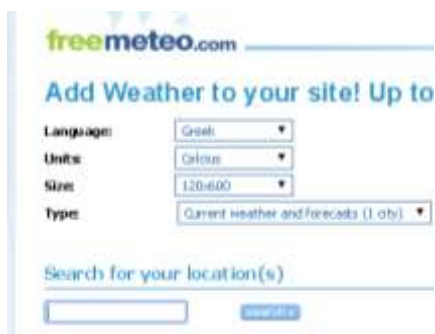 freemeteo.com
Add Weather to your site! Up to
Language: Greek
Units: Celcius
Size: 120x600
Type: Current weather and forecasts (1 city)
Search for your location(s)
search